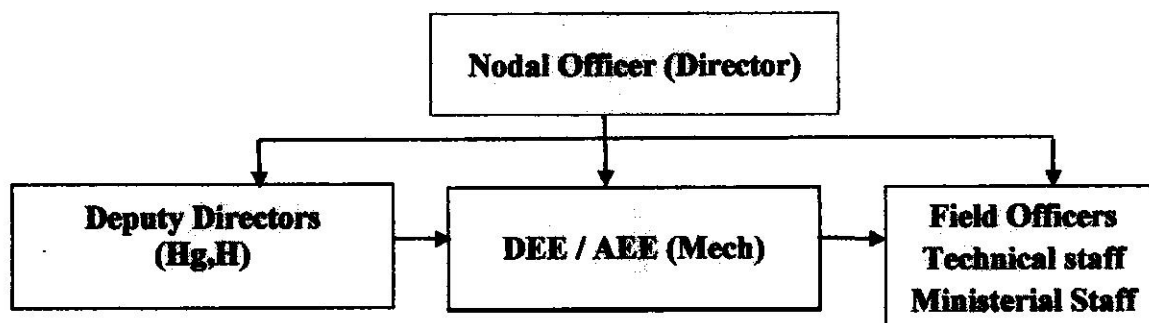 Nodal Officer (Director)
Deputy Directors
(Hg,H)
DEE / AEE (Mech)
Field Officers
Technical staff
Ministerial Staff